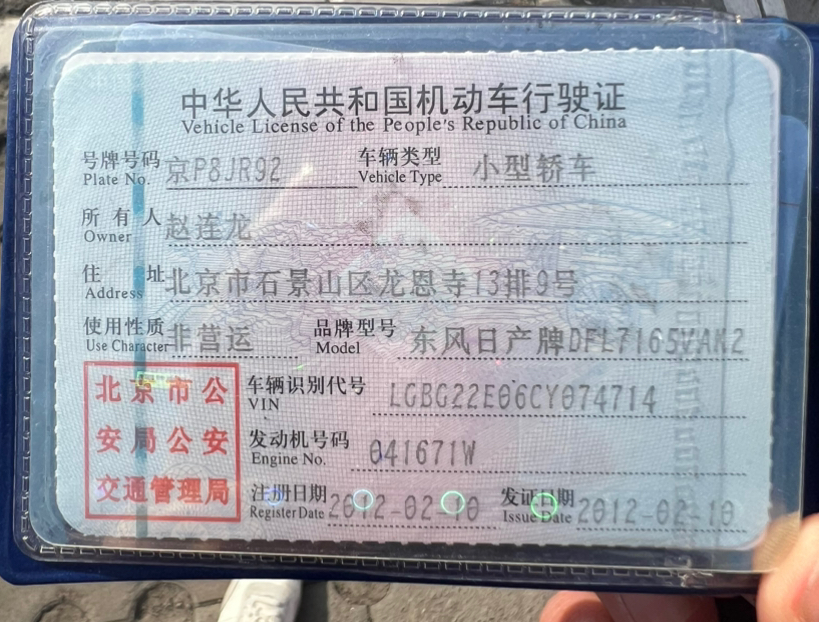 中华人民共和国机动车行驶证
Vehicle License of the People's Republic of China
号牌号码 京P8JR92 车辆类型 小型轿车
Plate No. Vehicle Type
所有人 赵连龙
Owner
住址 北京市石景山区龙恩寺13排9号
Address
使用性质 非营运 品牌型号 东风日产牌DFL7165VAK2
Use Character Model
北京市公
安局公安
交通管理局
车辆识别代号 LGBG22E06CY074714
VIN
发动机号码 041671W
Engine No.
注册日期 2012-02-10 发证日期 2012-02-10
Register Date Issue Date